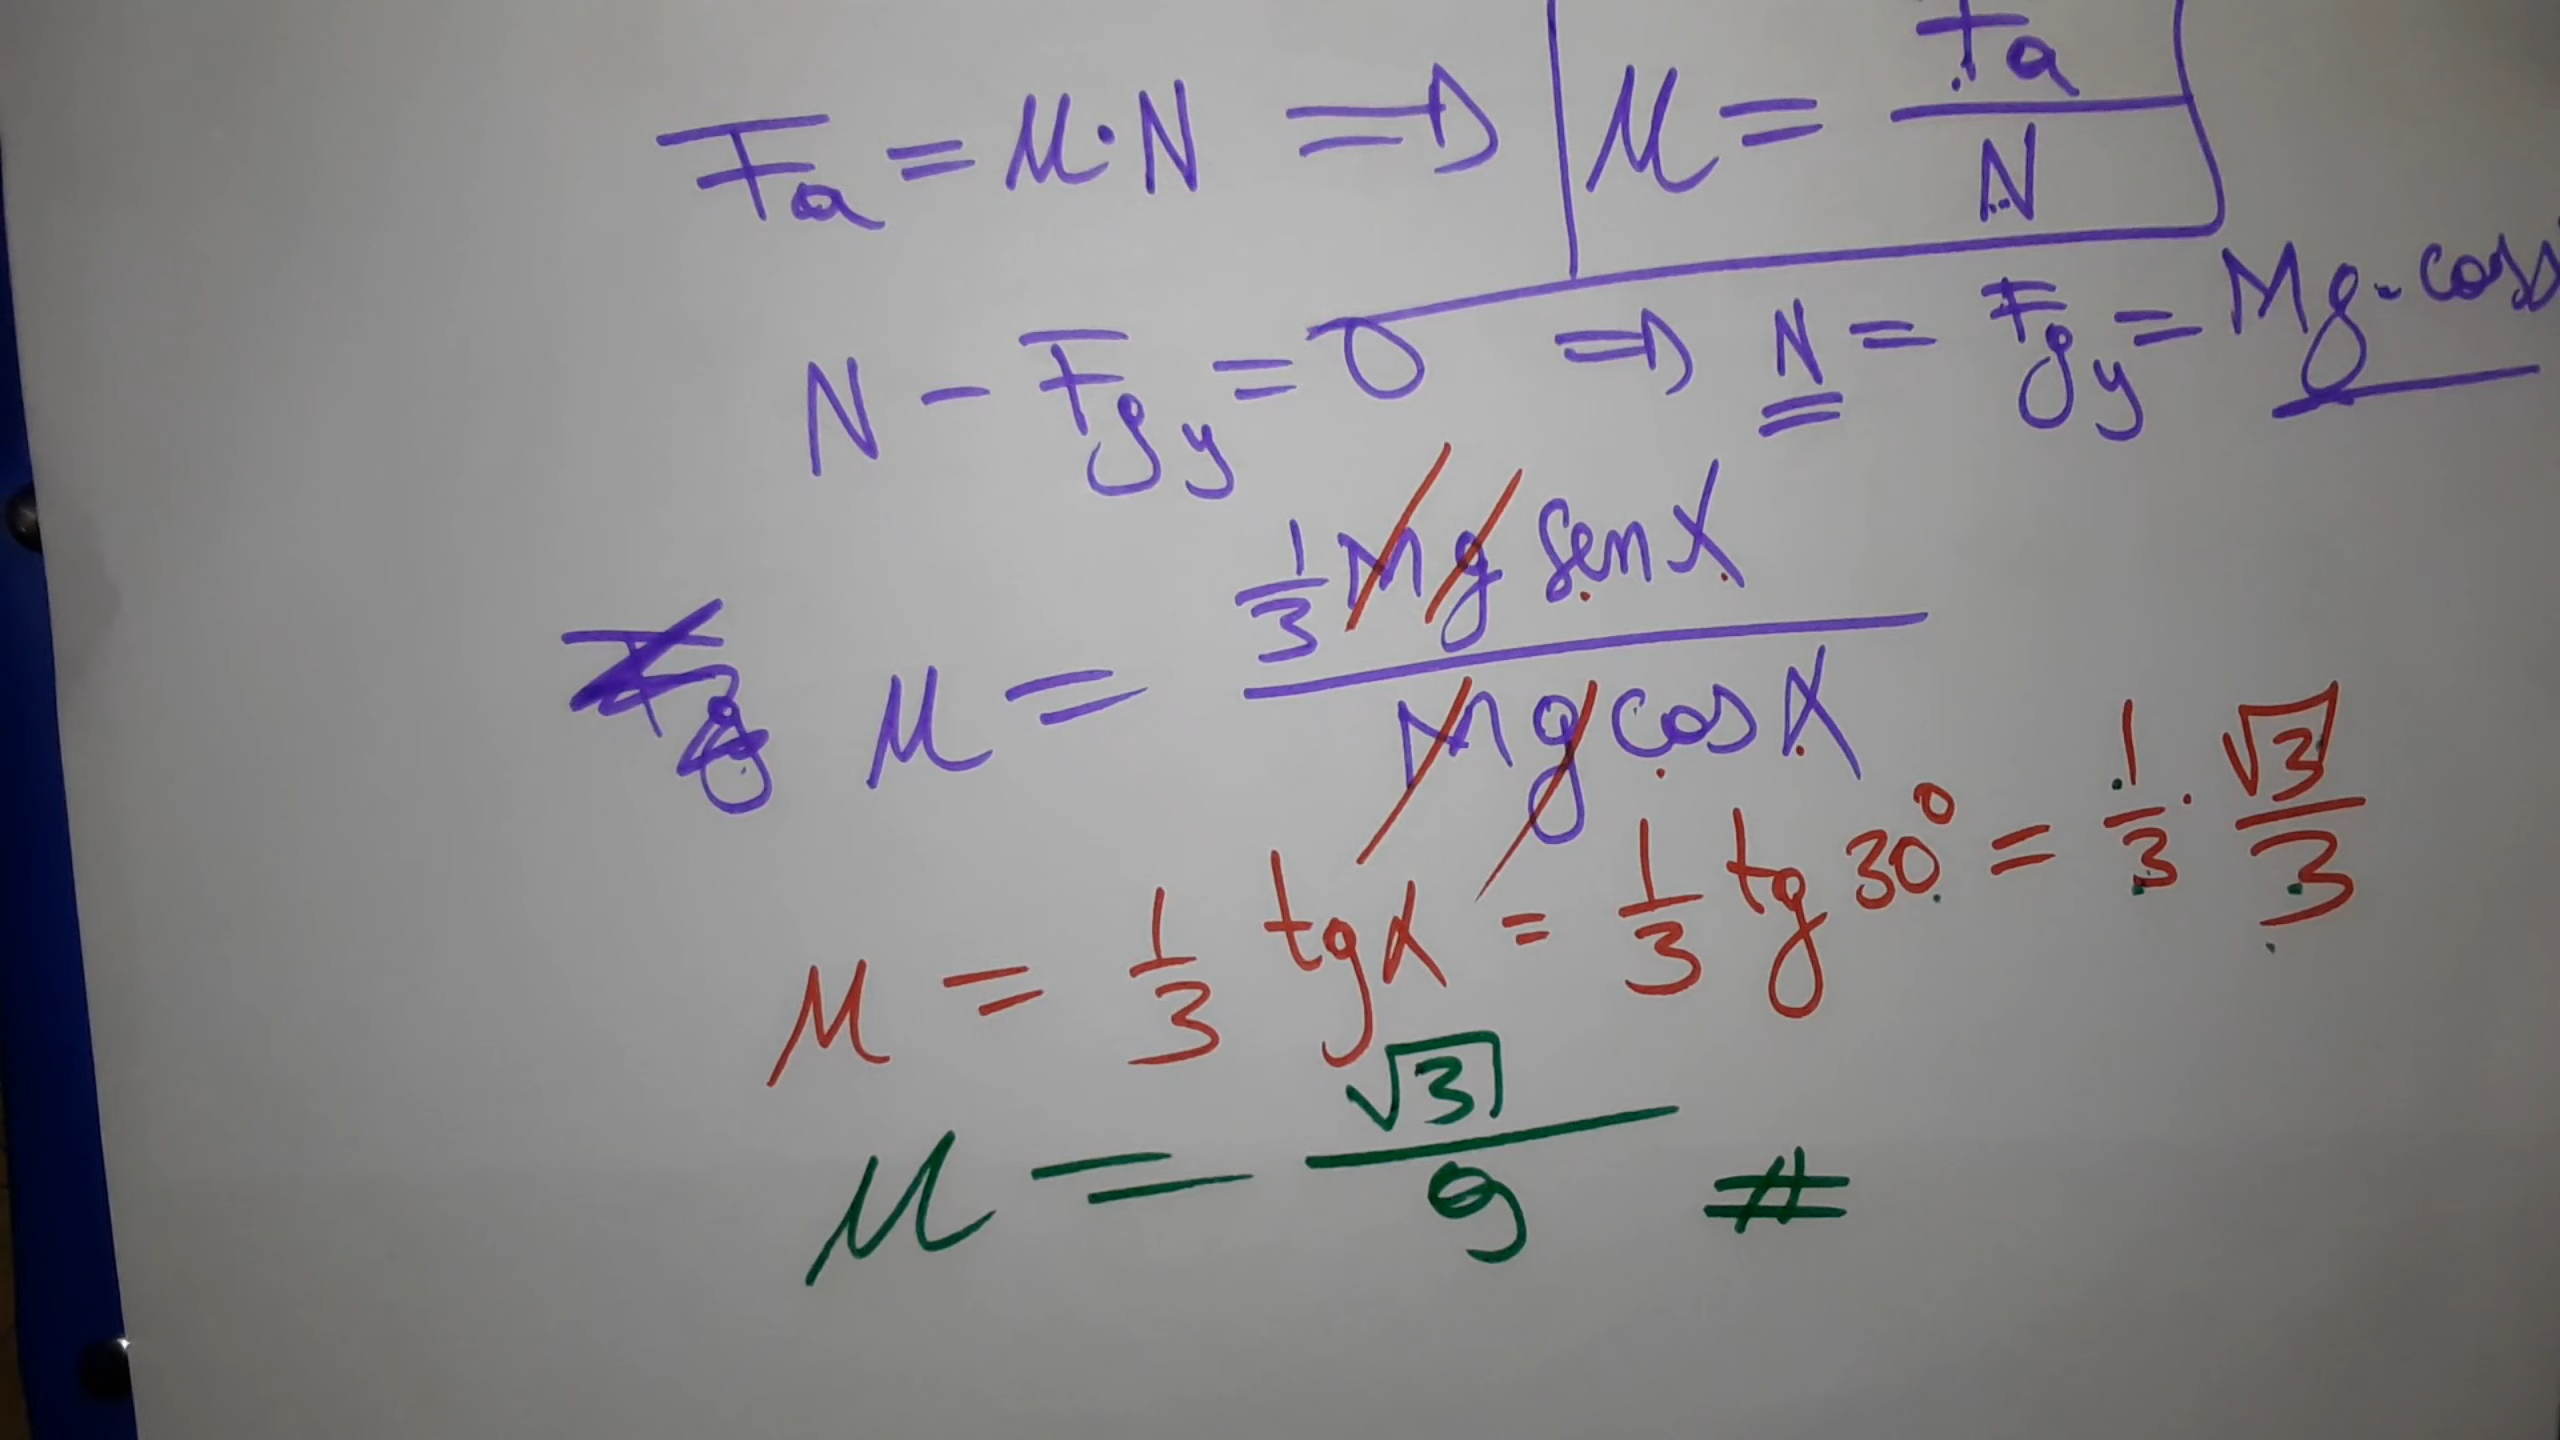 Fa = μ · N ⇒ μ = Fa / N
N - Fgy = 0 ⇒ N = Fgy = Mg · cosα
μ = 1/3 Mg sen α / Mg cos α
μ = 1/3 tg α = 1/3 tg 30° = 1/3 · √3/3
μ = √3 / 9 #